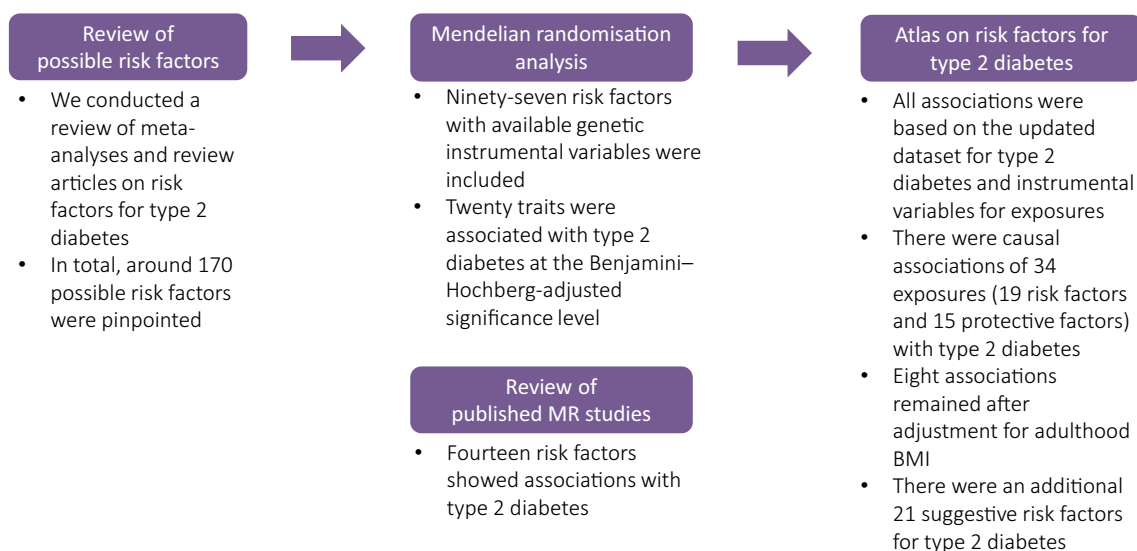 Review of
possible risk factors
• We conducted a
review of meta-
analyses and review
articles on risk
factors for type 2
diabetes
• In total, around 170
possible risk factors
were pinpointed
Mendelian randomisation
analysis
• Ninety-seven risk factors
with available genetic
instrumental variables were
included
• Twenty traits were
associated with type 2
diabetes at the Benjamini–
Hochberg-adjusted
significance level
Review of
published MR studies
• Fourteen risk factors
showed associations with
type 2 diabetes
Atlas on risk factors for
type 2 diabetes
• All associations were
based on the updated
dataset for type 2
diabetes and instrumental
variables for exposures
• There were causal
associations of 34
exposures (19 risk factors
and 15 protective factors)
with type 2 diabetes
• Eight associations
remained after
adjustment for adulthood
BMI
• There were an additional
21 suggestive risk factors
for type 2 diabetes